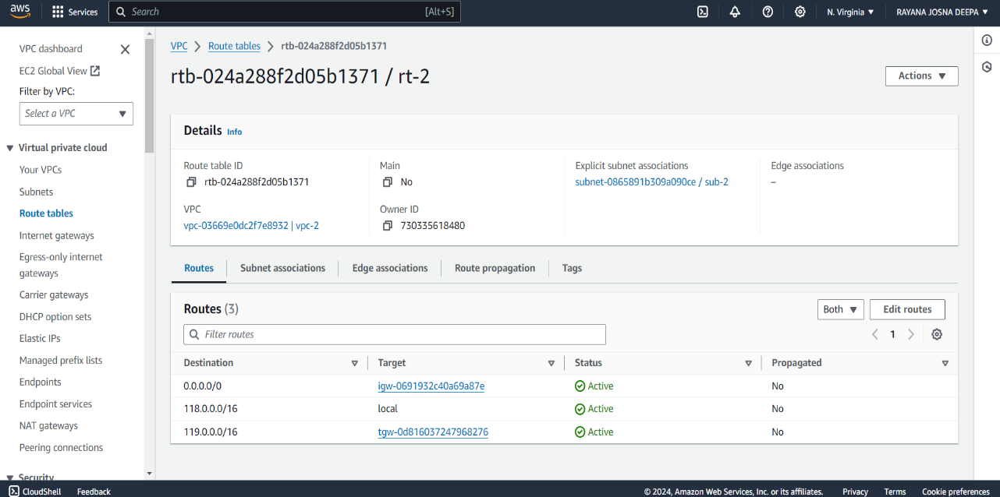 aws Services Search [Alt+S] N. Virginia RAYANA JOSNA DEEPA
VPC dashboard
EC2 Global View
Filter by VPC:
Select a VPC
Virtual private cloud
Your VPCs
Subnets
Route tables
Internet gateways
Egress-only internet
gateways
Carrier gateways
DHCP option sets
Elastic IPs
Managed prefix lists
Endpoints
Endpoint services
NAT gateways
Peering connections
Security
VPC Route tables rtb-024a288f2d05b1371
rtb-024a288f2d05b1371 / rt-2
Actions
Details Info
Route table ID
rtb-024a288f2d05b1371
Main
No
Explicit subnet associations
subnet-0865891b309a090ce / sub-2
Edge associations
–
VPC
vpc-03669e0dc2f7e8932 | vpc-2
Owner ID
730335618480
Routes Subnet associations Edge associations Route propagation Tags
Routes (3) Both Edit routes
Filter routes 1
Destination Target Status Propagated
0.0.0.0/0 igw-0691932c40a69a87e Active No
118.0.0.0/16 local Active No
119.0.0.0/16 tgw-0d816037247968276 Active No
CloudShell Feedback © 2024, Amazon Web Services, Inc. or its affiliates. Privacy Terms Cookie preferences